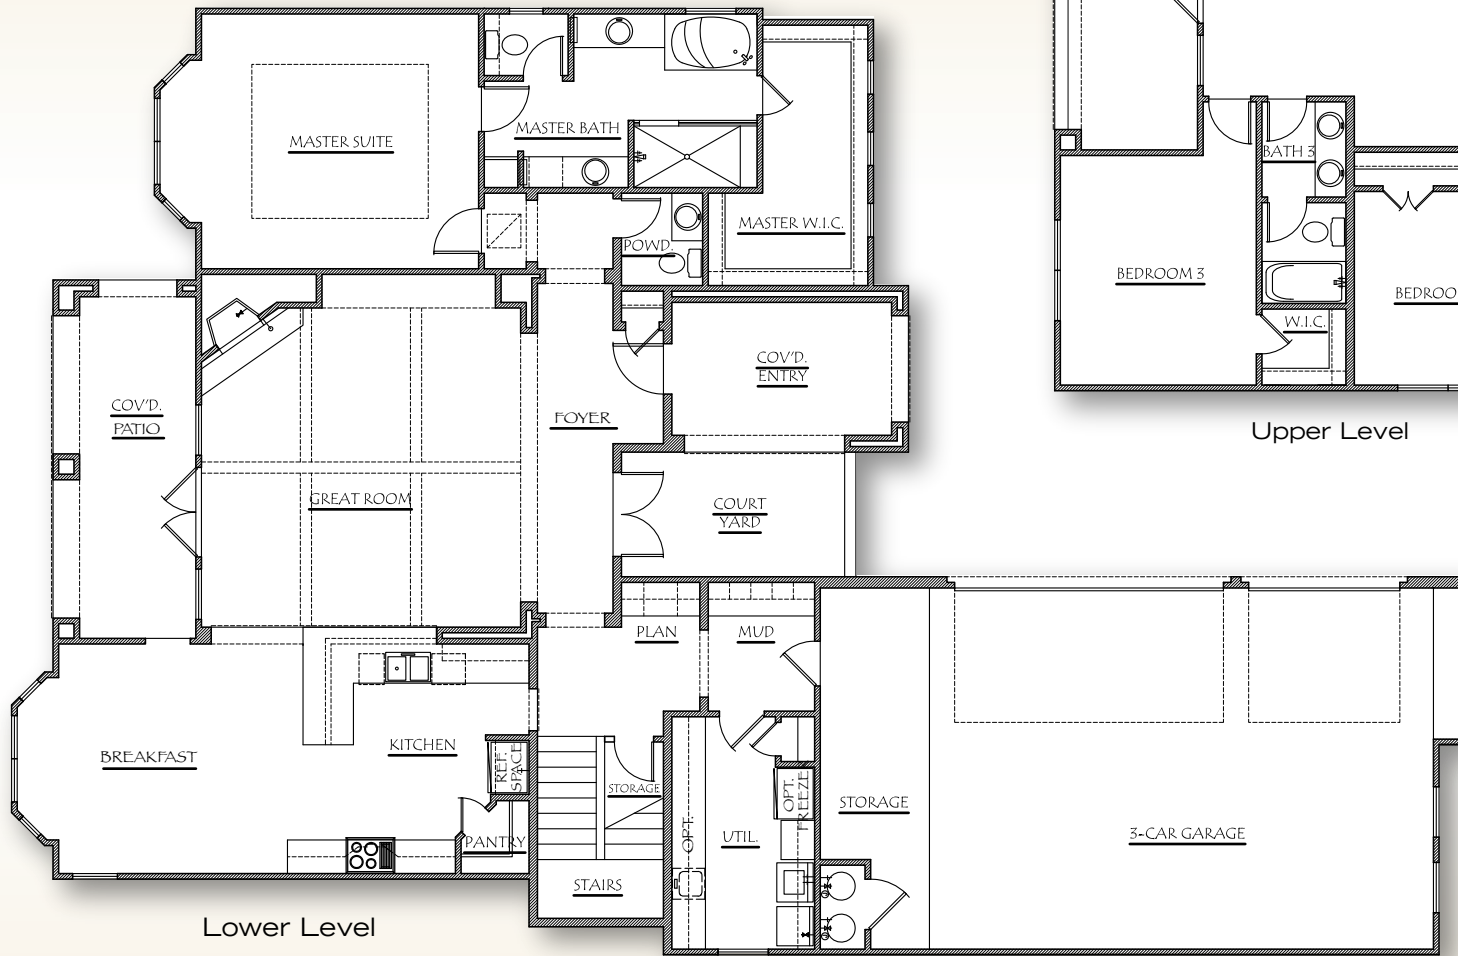 MASTER SUITE
MASTER BATH
MASTER W.I.C.
POWD.
COV'D.
PATIO
GREAT ROOM
FOYER
COV'D.
ENTRY
COURT
YARD
BREAKFAST
KITCHEN
REF.
SPACE
PANTRY
PLAN
MUD
STORAGE
STAIRS
OPT.
UTIL.
OPT.
FREEZE
STORAGE
3-CAR GARAGE
Lower Level
BATH 3
BEDROOM 3
W.I.C.
BEDROO
Upper Level